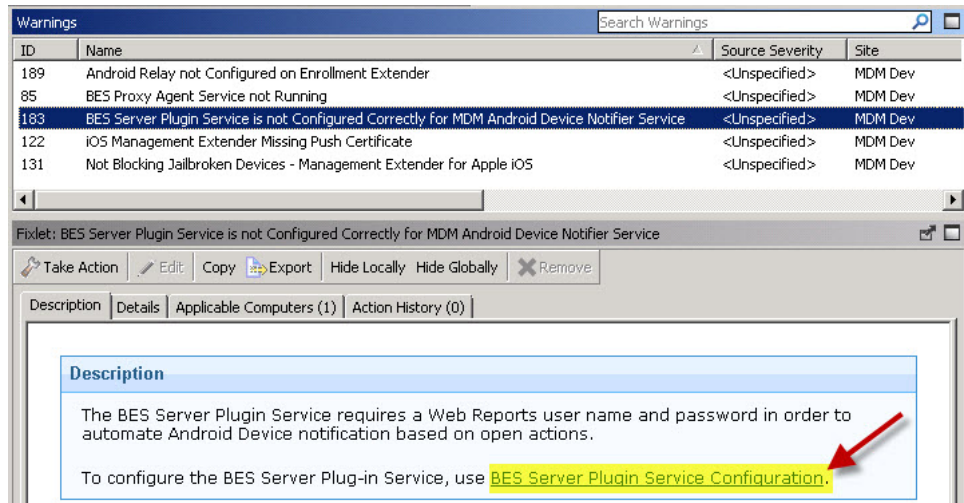 Warnings
Search Warnings
ID Name Source Severity Site
189 Android Relay not Configured on Enrollment Extender <Unspecified> MDM Dev
85 BES Proxy Agent Service not Running <Unspecified> MDM Dev
183 BES Server Plugin Service is not Configured Correctly for MDM Android Device Notifier Service <Unspecified> MDM Dev
122 iOS Management Extender Missing Push Certificate <Unspecified> MDM Dev
131 Not Blocking Jailbroken Devices - Management Extender for Apple iOS <Unspecified> MDM Dev
Fixlet: BES Server Plugin Service is not Configured Correctly for MDM Android Device Notifier Service
Take Action Edit Copy Export Hide Locally Hide Globally Remove
Description Details Applicable Computers (1) Action History (0)
Description
The BES Server Plugin Service requires a Web Reports user name and password in order to
automate Android Device notification based on open actions.
To configure the BES Server Plug-in Service, use BES Server Plugin Service Configuration.